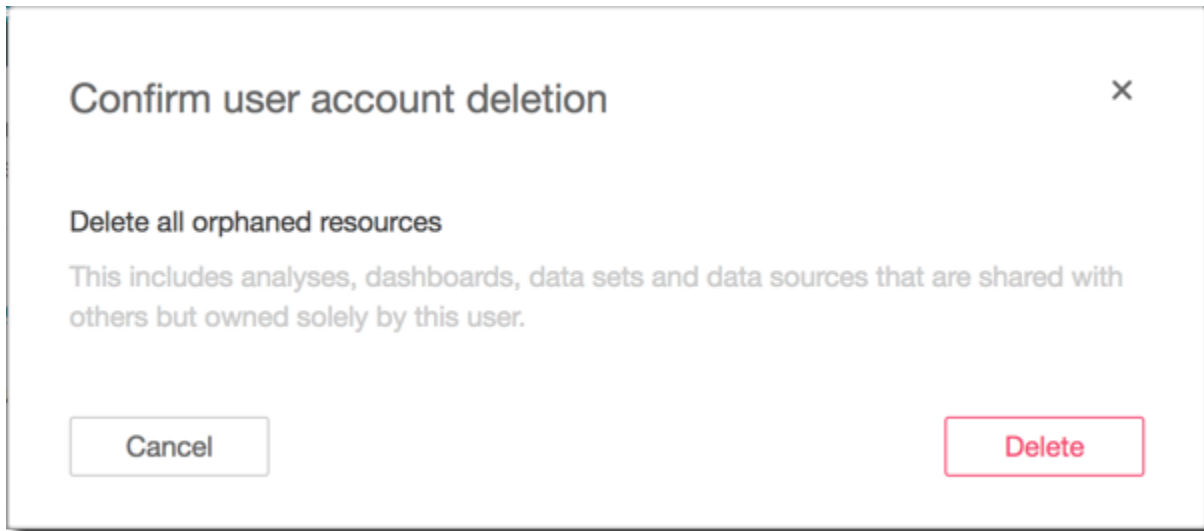 Confirm user account deletion
Delete all orphaned resources
This includes analyses, dashboards, data sets and data sources that are shared with
others but owned solely by this user.
Cancel
Delete